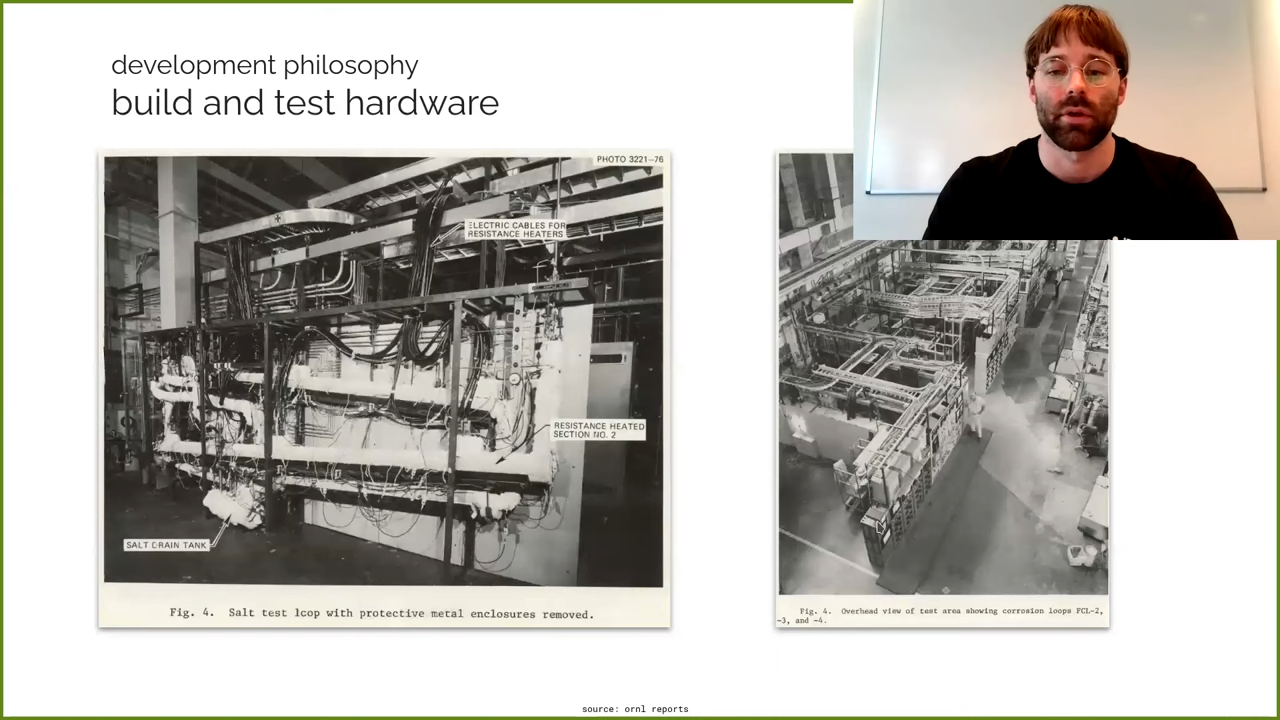 development philosophy
build and test hardware
PHOTO 3221—76
ELECTRIC CABLES FOR
RESISTANCE HEATERS
RESISTANCE HEATED
SECTION NO. 2
SALT DRAIN TANK
Fig. 4. Salt test loop with protective metal enclosures removed.
Fig. 4. Overhead view of test area showing corrosion loops FCL-2,
-3, and -4.
source: ornl reports